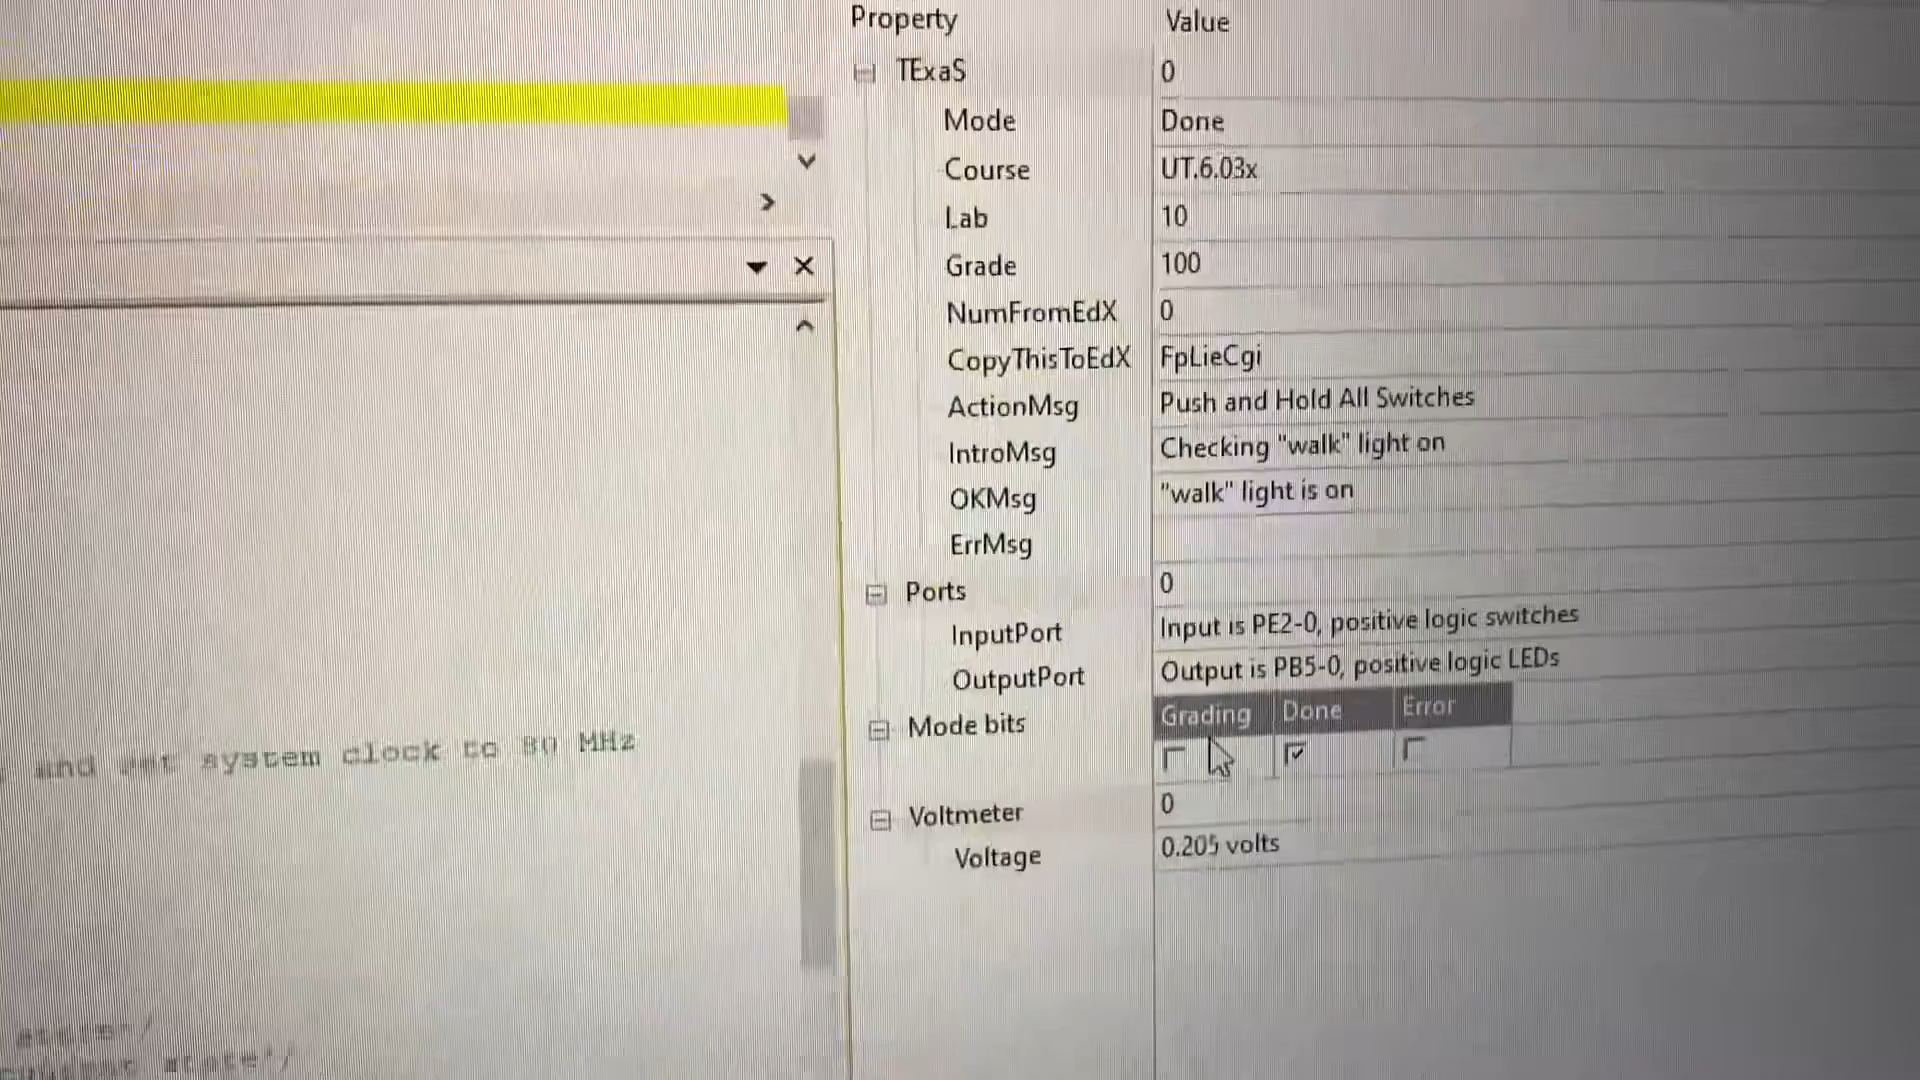 Property Value
TExaS 0
Mode Done
Course UT.6.03x
Lab 10
Grade 100
NumFromEdX 0
CopyThisToEdX FpLieCgi
ActionMsg Push and Hold All Switches
IntroMsg Checking "walk" light on
OKMsg "walk" light is on
ErrMsg
Ports 0
InputPort Input is PE2-0, positive logic switches
OutputPort Output is PB5-0, positive logic LEDs
Mode bits Grading Done Error
and set system clock to 80 MHz
Voltmeter 0
Voltage 0.205 volts
state*/
current state*/